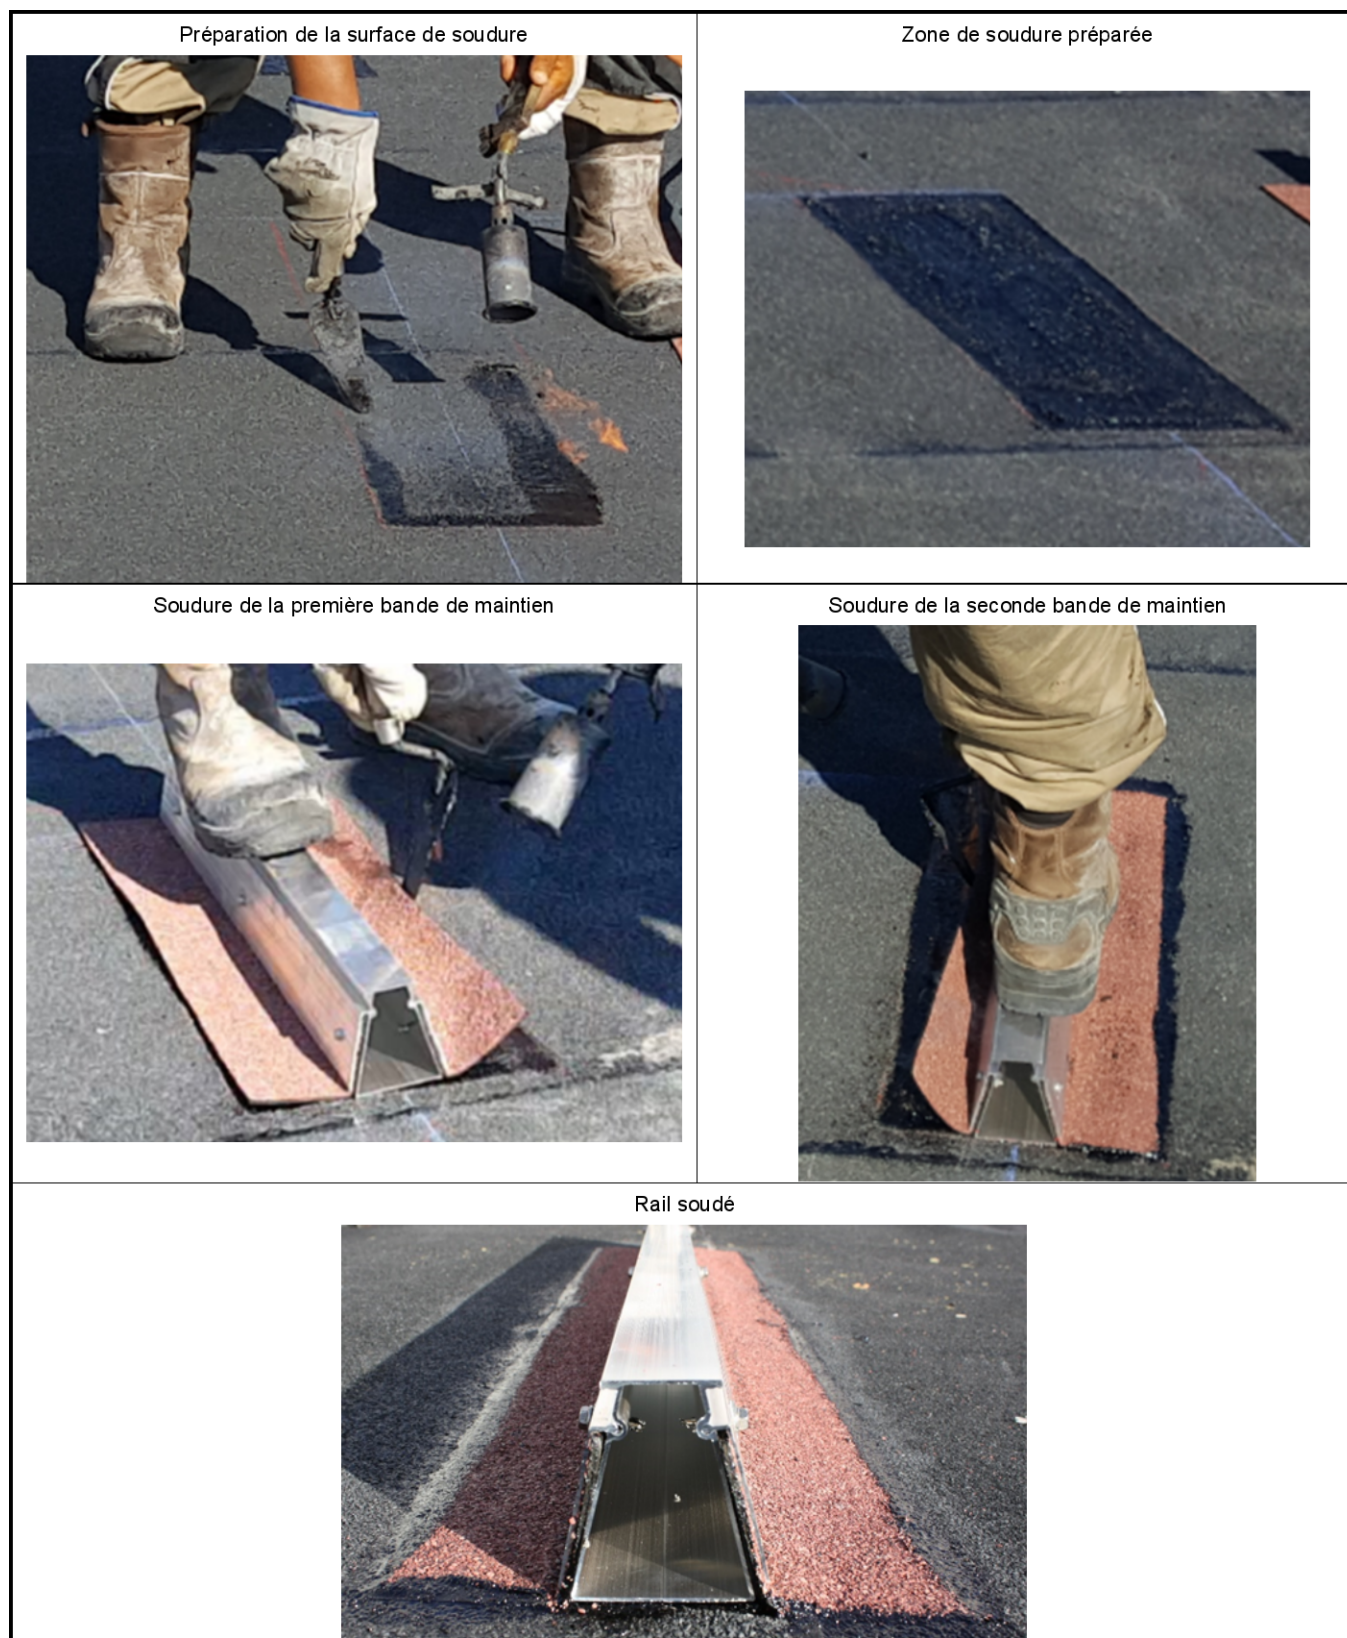 Préparation de la surface de soudure
Zone de soudure préparée
Soudure de la première bande de maintien
Soudure de la seconde bande de maintien
Rail soudé